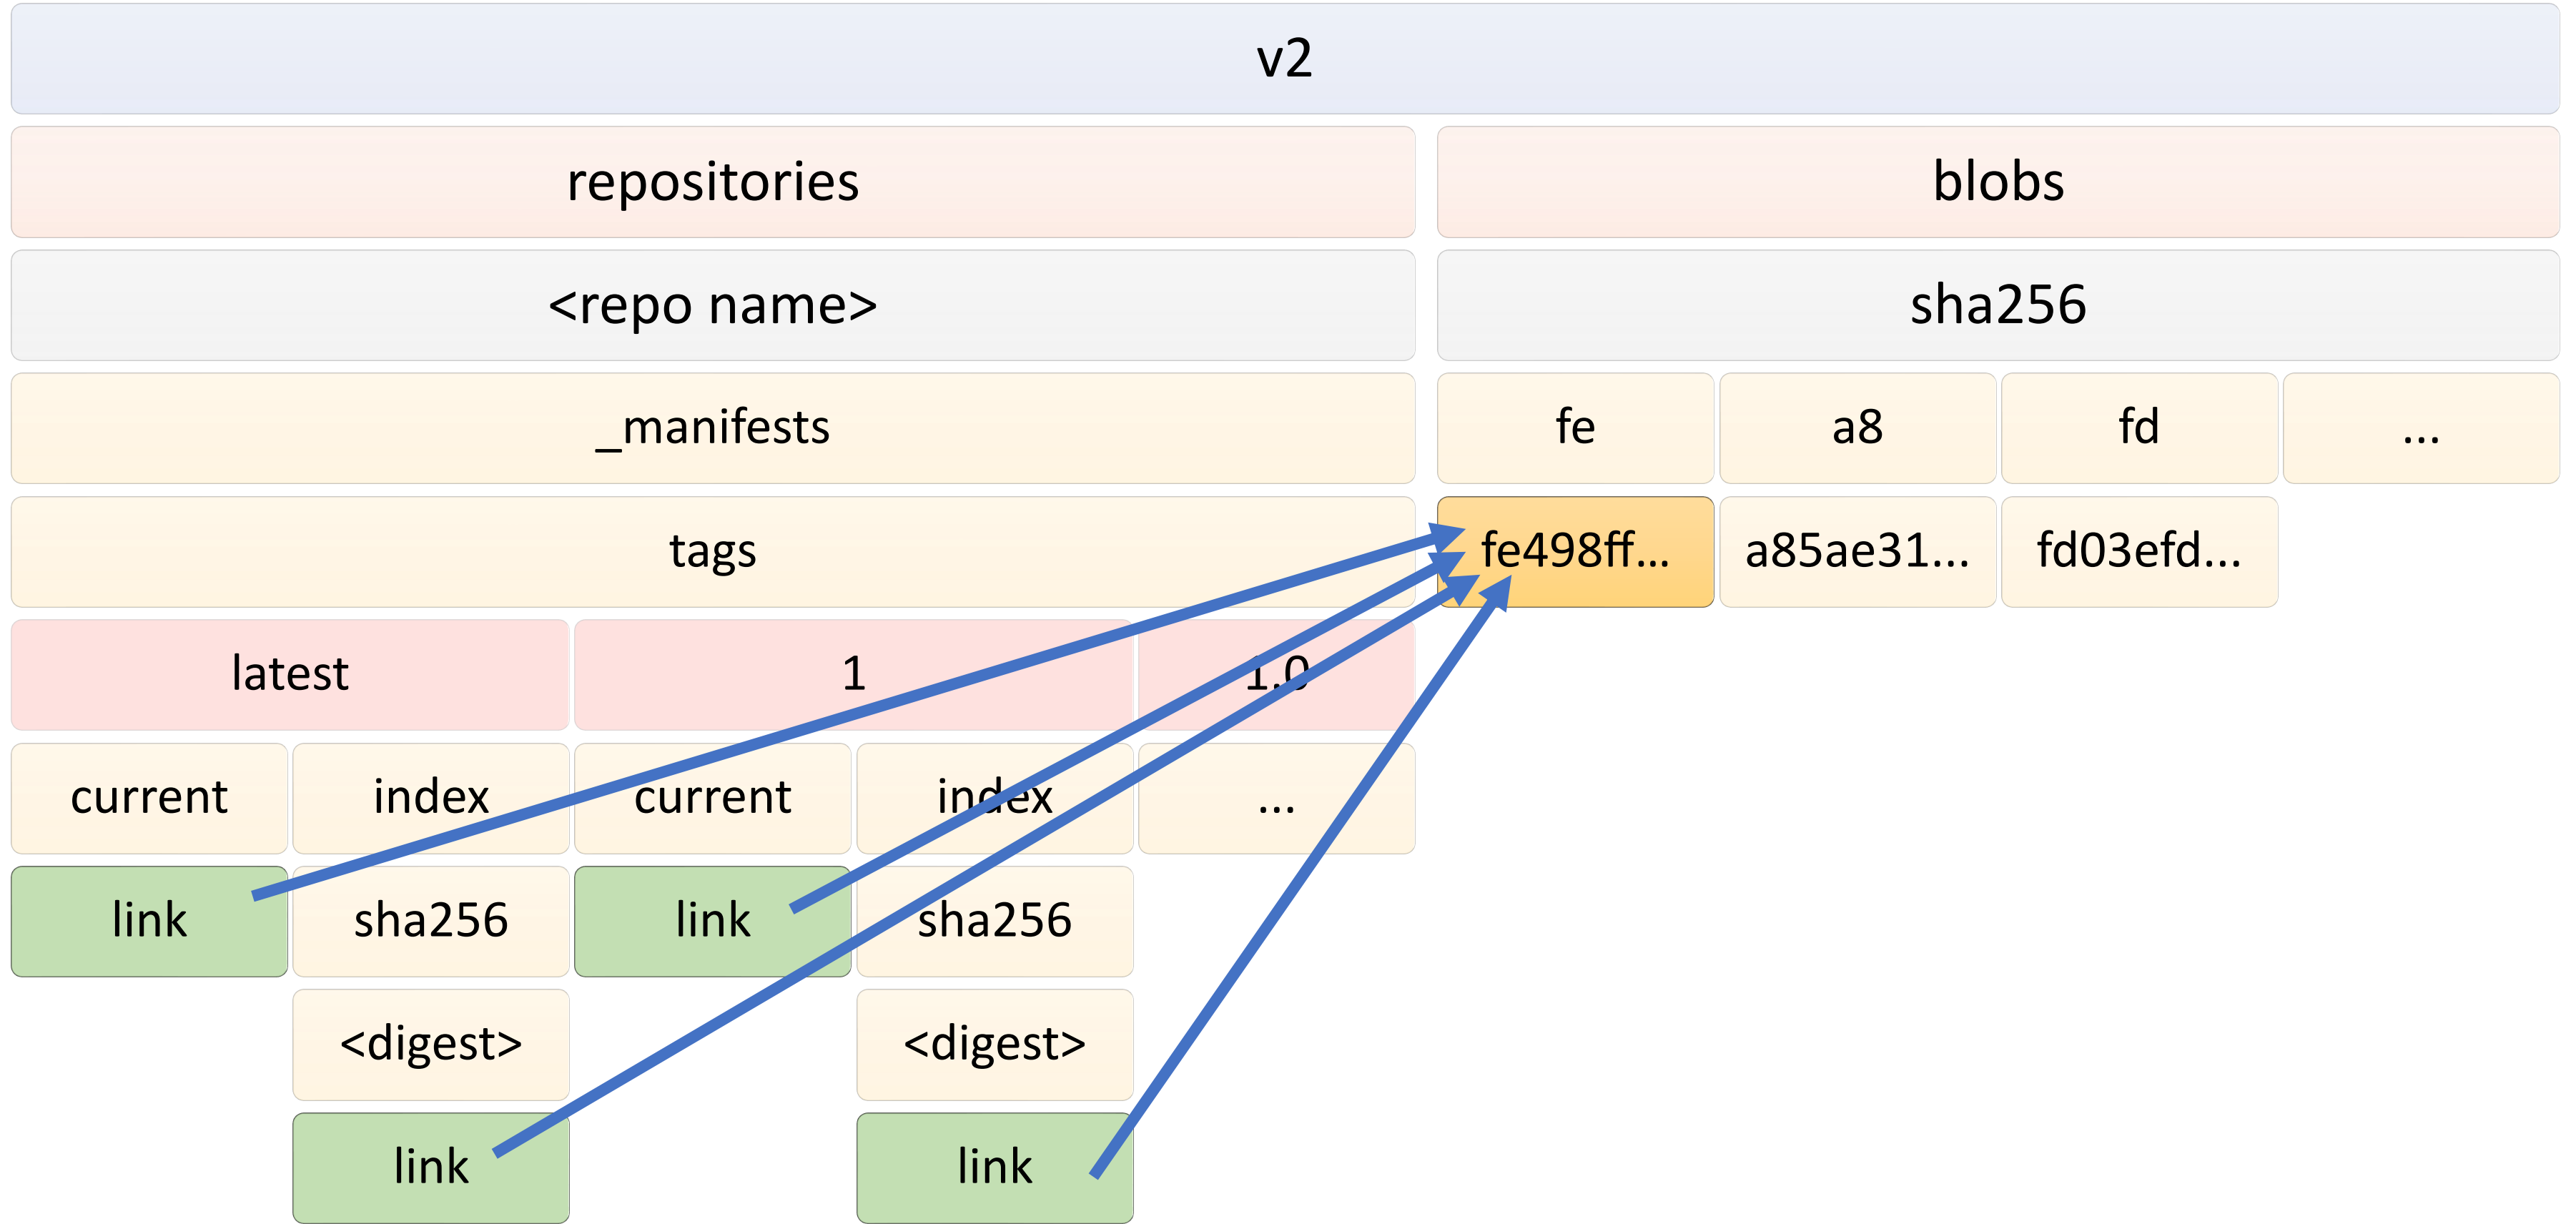 v2
repositories
blobs
<repo name>
sha256
_manifests
fe
a8
fd
...
tags
fe498ff...
a85ae31...
fd03efd...
latest
1
1.0
current
index
current
index
...
link
sha256
link
sha256
<digest>
<digest>
link
link